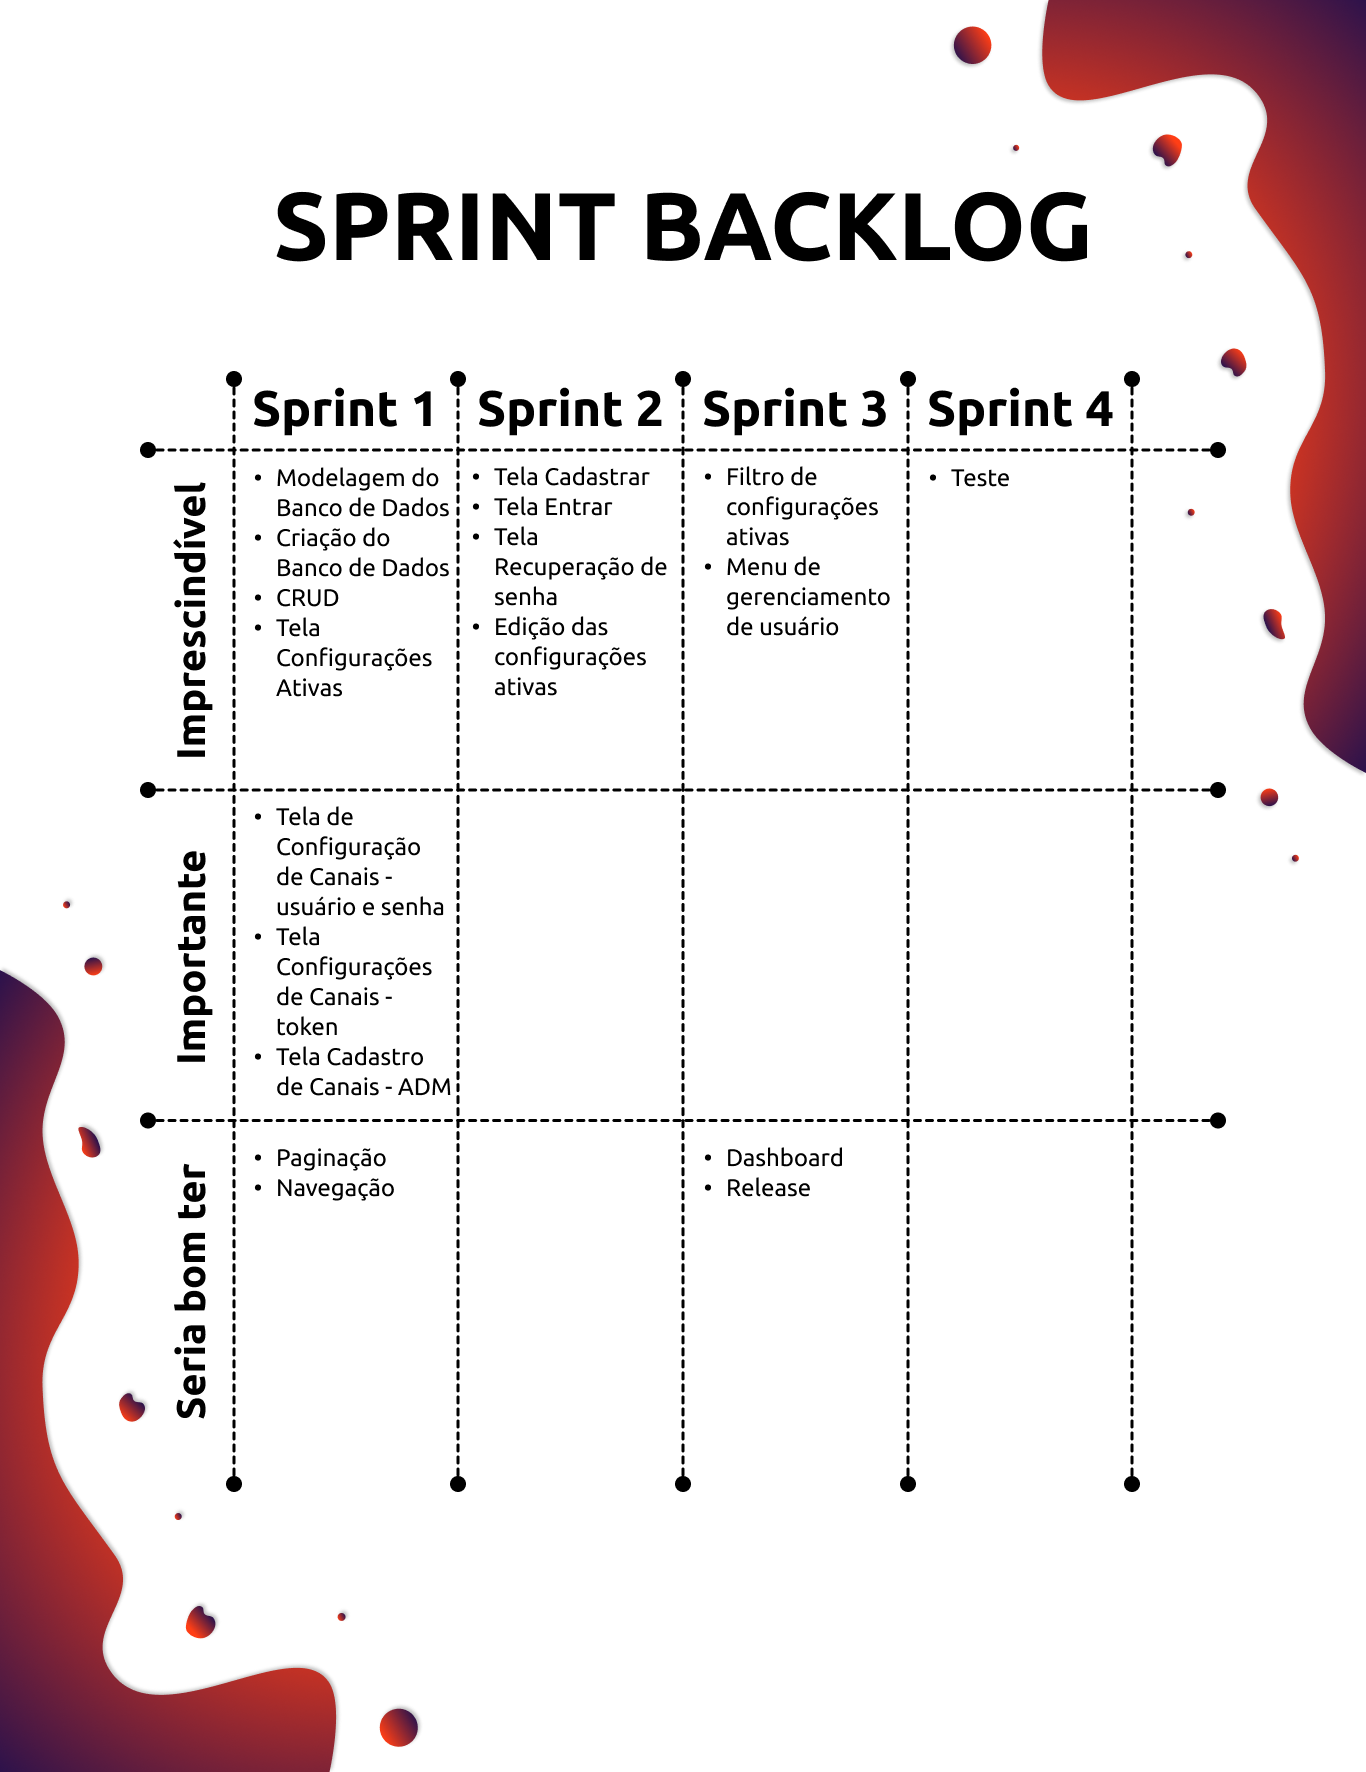 SPRINT BACKLOG
Sprint 1
Sprint 2
Sprint 3
Sprint 4
Imprescindível
• Modelagem do
Banco de Dados
• Criação do
Banco de Dados
• CRUD
• Tela
Configurações
Ativas
• Tela Cadastrar
• Tela Entrar
• Tela
Recuperação de
senha
• Edição das
configurações
ativas
• Filtro de
configurações
ativas
• Menu de
gerenciamento
de usuário
• Teste
Importante
• Tela de
Configuração
de Canais -
usuário e senha
• Tela
Configurações
de Canais -
token
• Tela Cadastro
de Canais - ADM
Seria bom ter
• Paginação
• Navegação
• Dashboard
• Release